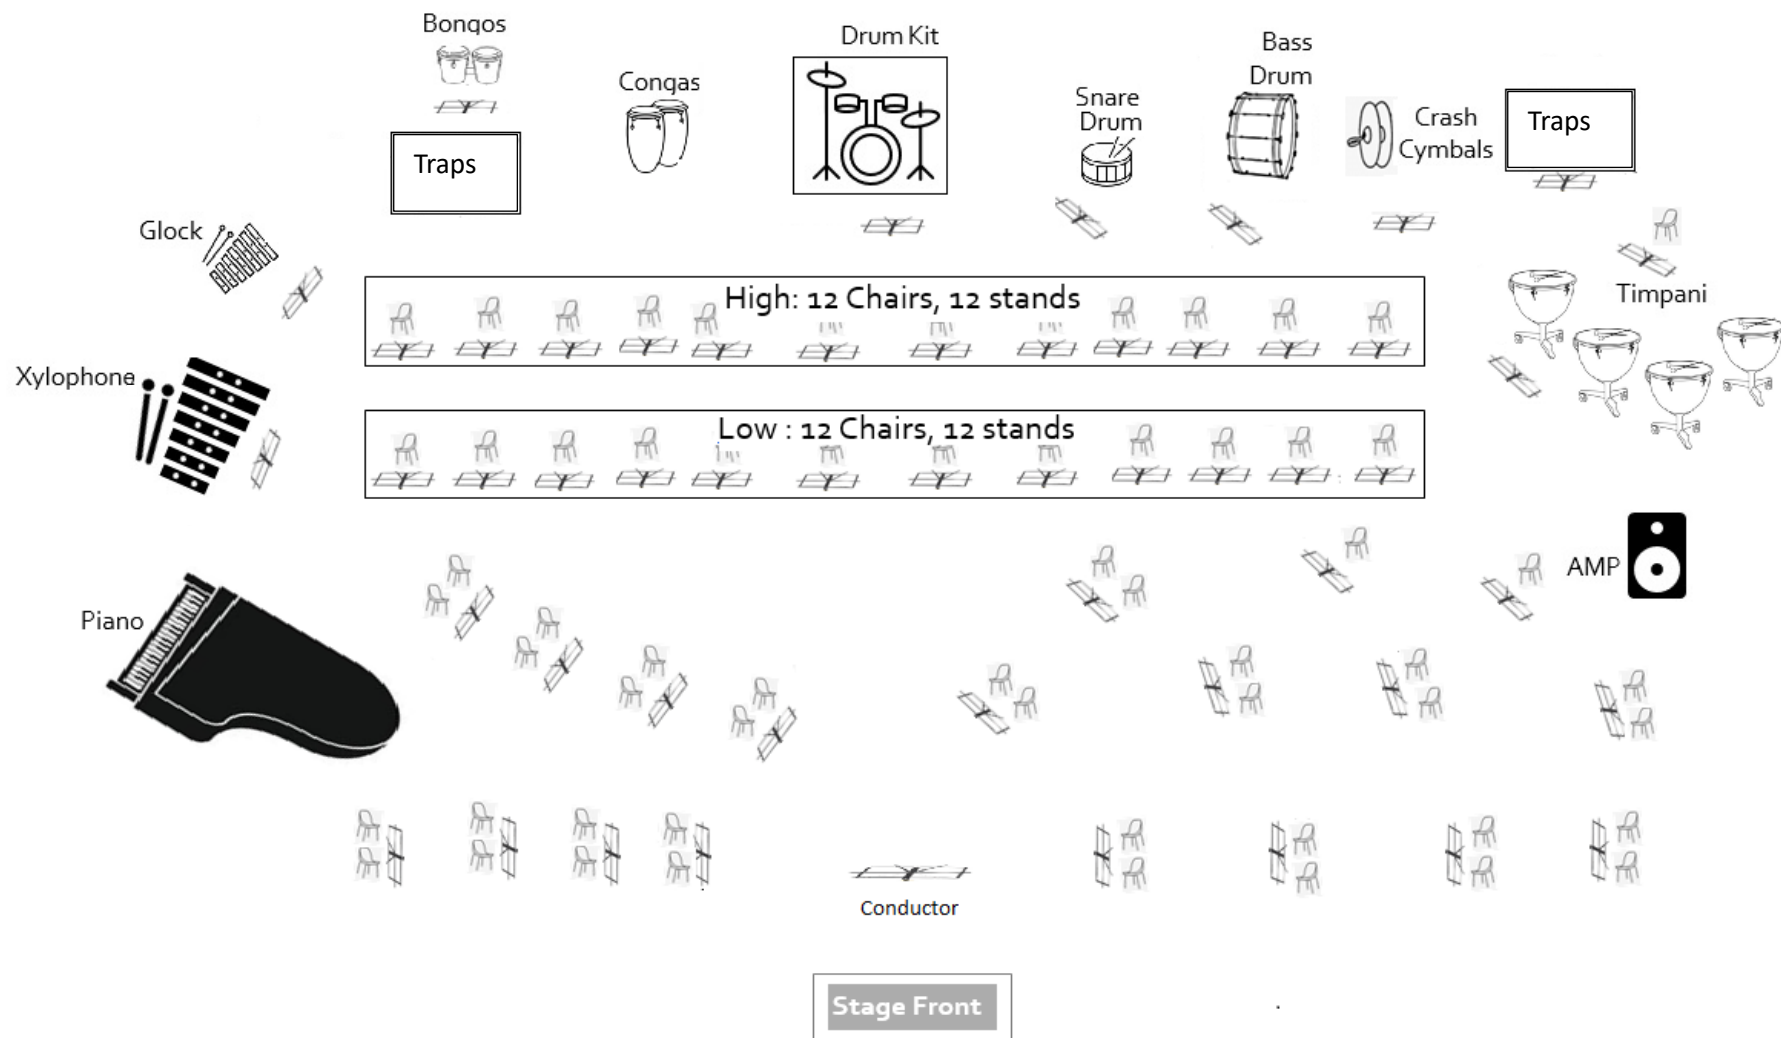 Bongos
Congas
Drum Kit
Snare
Drum
Bass
Drum
Crash
Cymbals
Traps
Traps
Glock
High: 12 Chairs, 12 stands
Timpani
Xylophone
Low : 12 Chairs, 12 stands
AMP
Piano
Conductor
Stage Front